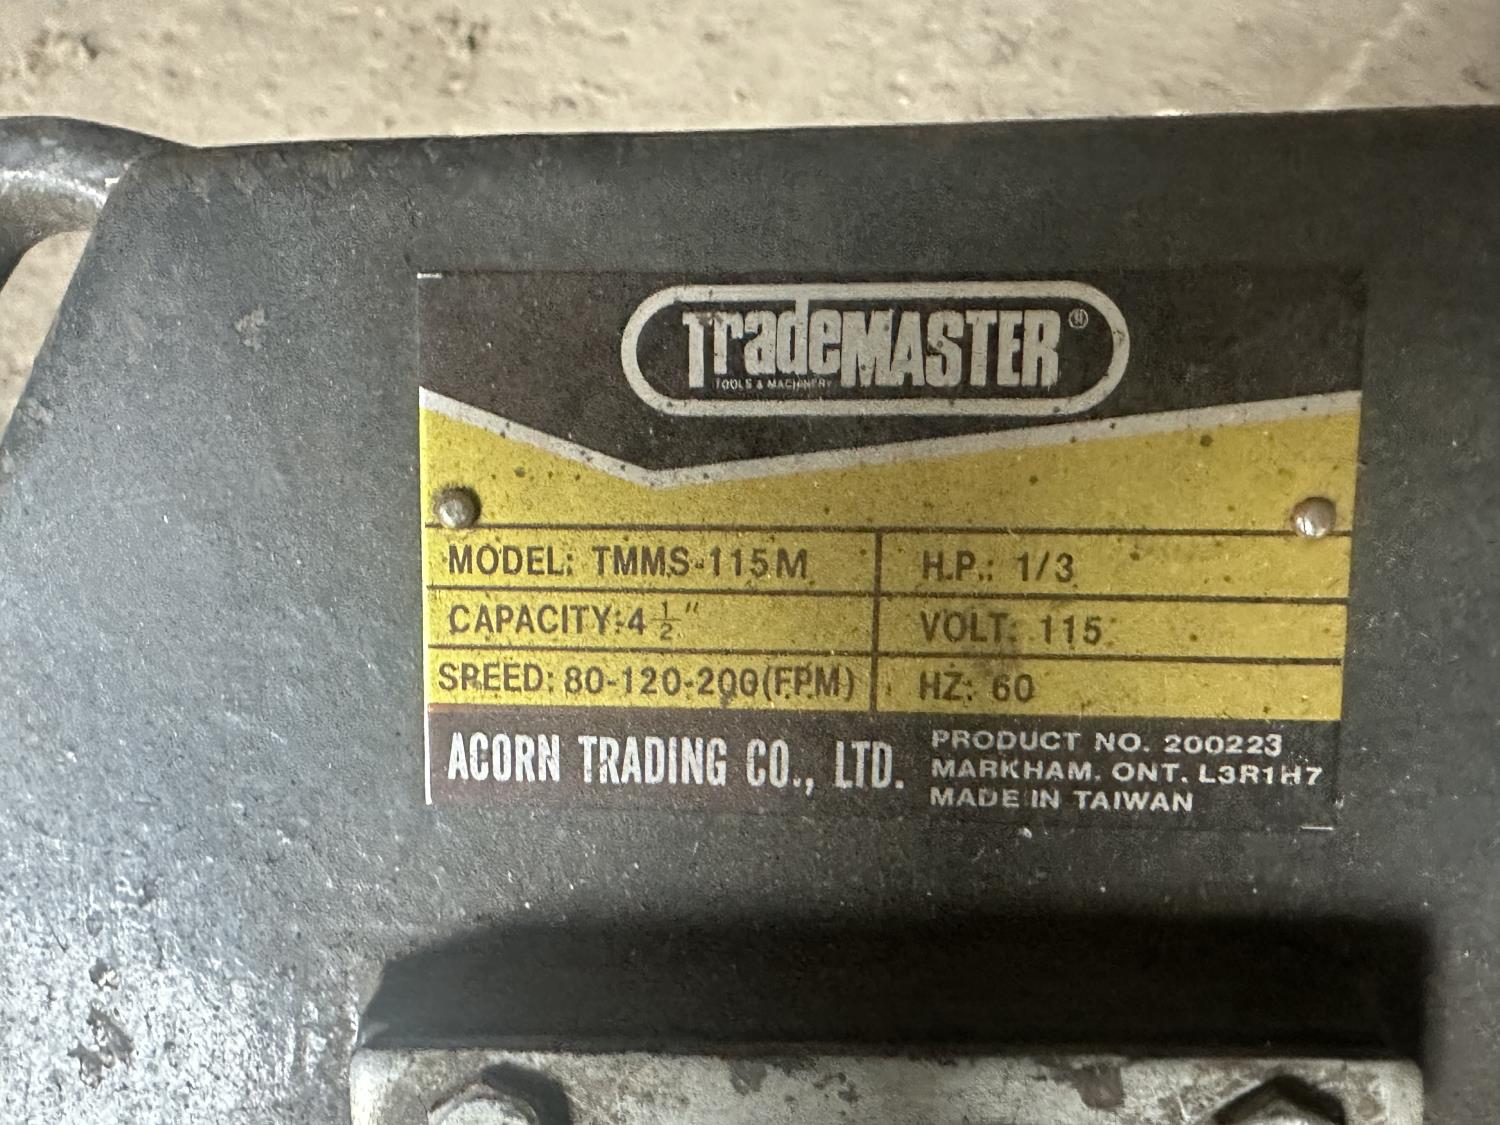 TradeMASTER®
TOOLS & MACHINERY
MODEL: TMMS-115M
H.P.: 1/3
CAPACITY: 4 1/2"
VOLT: 115
SPEED: 80-120-200(FPM)
HZ: 60
ACORN TRADING CO., LTD.
PRODUCT NO. 200223
MARKHAM. ONT. L3R1H7
MADE IN TAIWAN